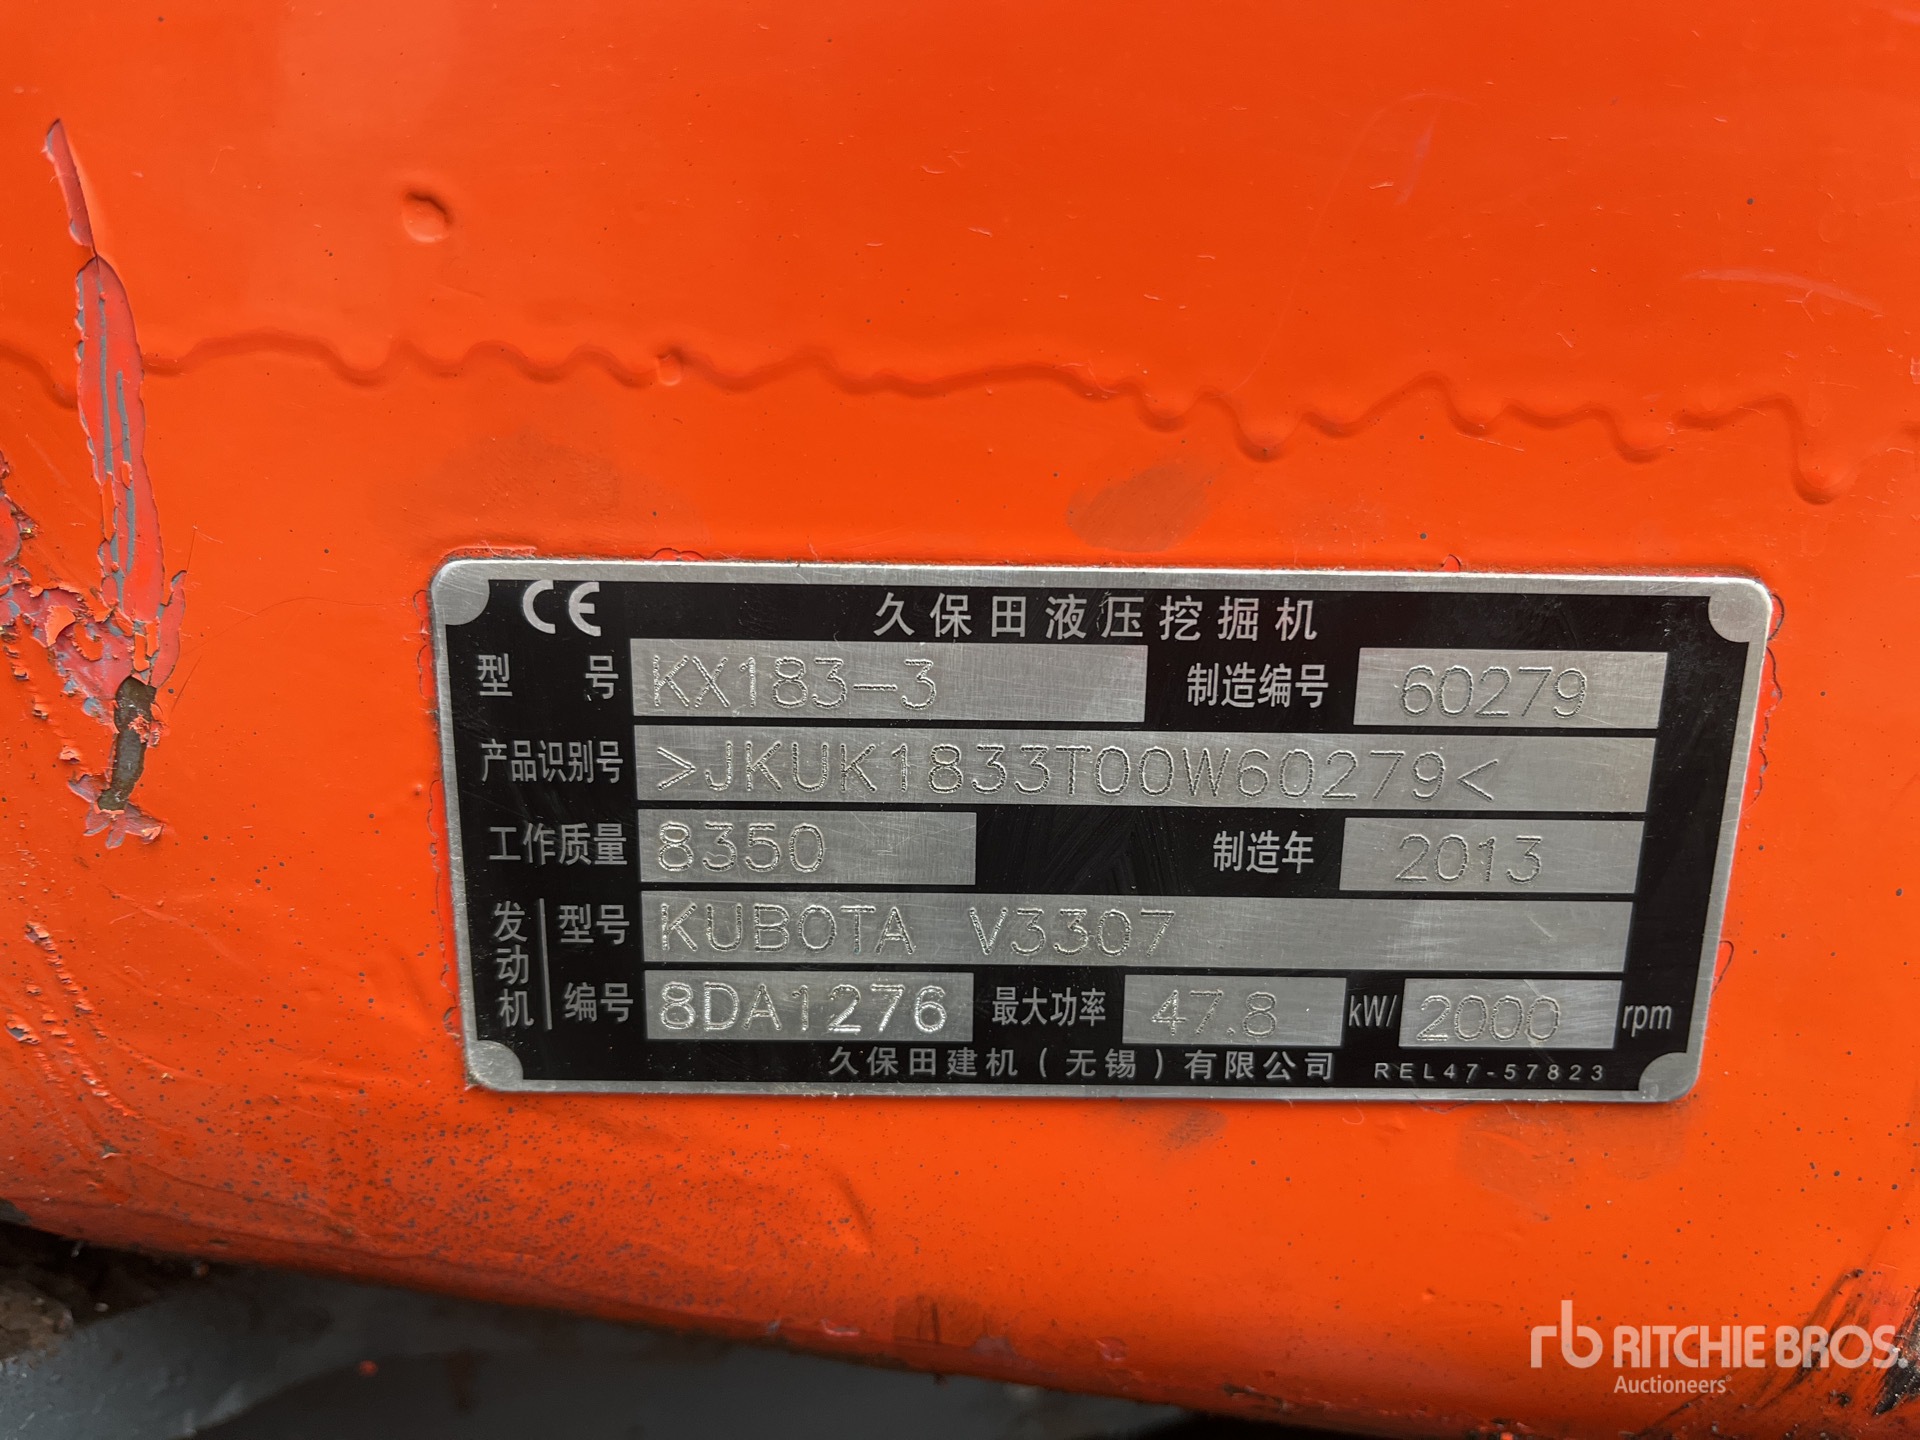 CE 久保田液压挖掘机
型号 KX183-3 制造编号 60279
产品识别号 >JKUK1833T00W60279<
工作质量 8350 制造年 2013
发动机 型号 KUBOTA V3307
编号 8DA1276 最大功率 47.8 kW/ 2000 rpm
久保田建机(无锡)有限公司 REL47-57823
rb RITCHIE BROS.
Auctioneers